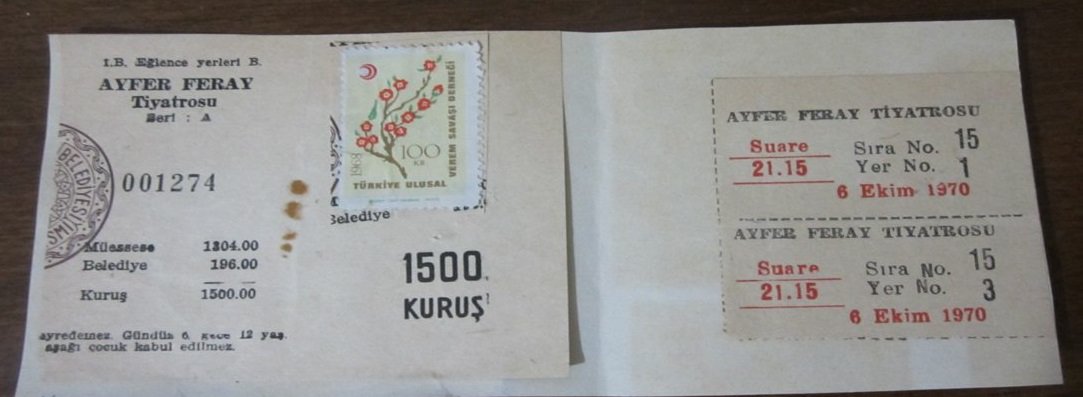 I.B. Eğlence yerleri B.
AYFER FERAY
Tiyatrosu
Seri : A
BELEDİYESİ
001274
Müessese 1304.00
Belediye 196.00
Kuruş 1500.00
ayredemez. Gündüz 6, gece 12 yaş.
aşağı çocuk kabul edilmez.
1968
100
KR
VEREM SAVAŞI DERNEĞİ
TÜRKİYE ULUSAL
Belediye
1500
KURUŞ
AYFER FERAY TİYATROSU
Suare
21.15
Sıra No. 15
Yer No. 1
6 Ekim 1970
AYFER FERAY TİYATROSU
Suare
21.15
Sıra No. 15
Yer No. 3
6 Ekim 1970